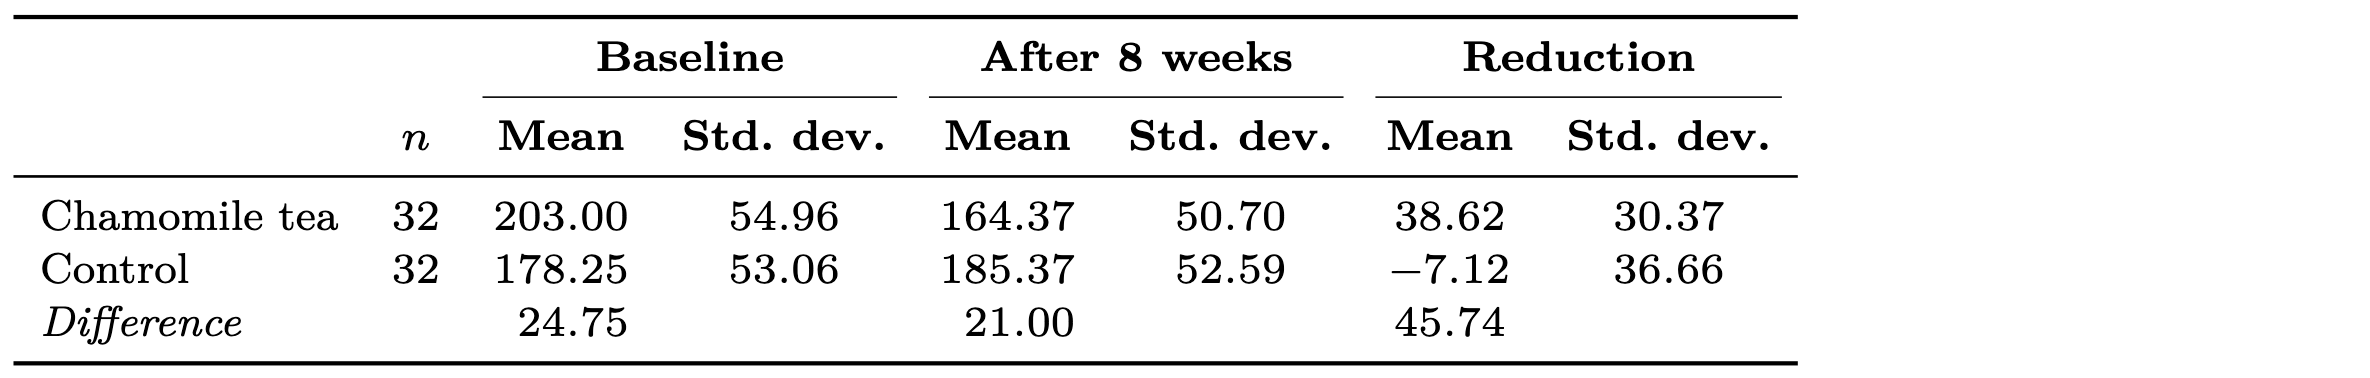 Baseline After 8 weeks Reduction
n Mean Std. dev. Mean Std. dev. Mean Std. dev.
Chamomile tea 32 203.00 54.96 164.37 50.70 38.62 30.37
Control 32 178.25 53.06 185.37 52.59 −7.12 36.66
Difference 24.75 21.00 45.74